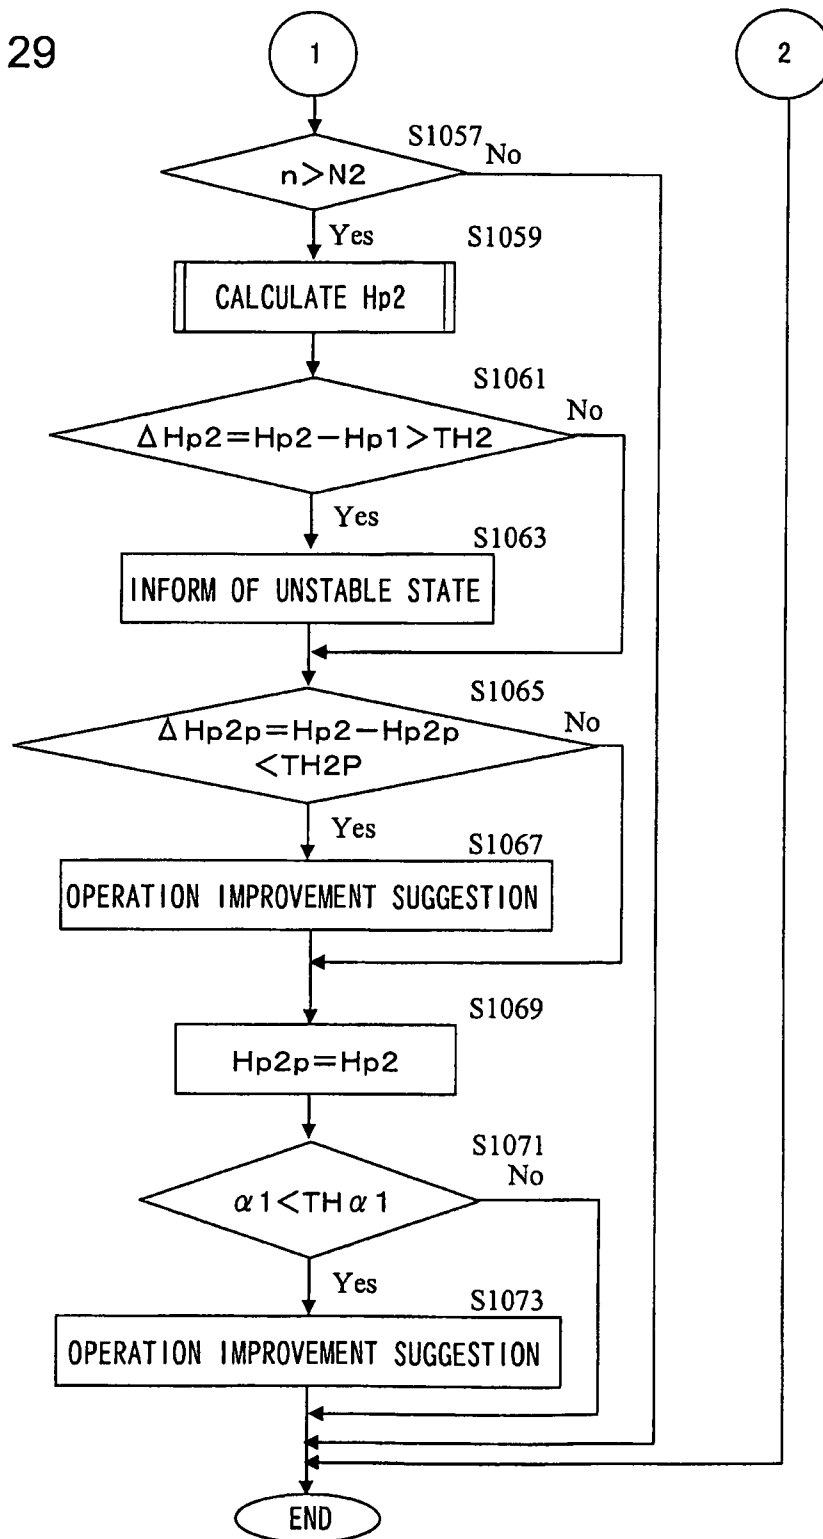 29
1
2
S1057
No
n>N2
Yes
S1059
CALCULATE Hp2
S1061
No
ΔHp2=Hp2-Hp1>TH2
Yes
S1063
INFORM OF UNSTABLE STATE
S1065
No
ΔHp2p=Hp2-Hp2p
<TH2P
Yes
S1067
OPERATION IMPROVEMENT SUGGESTION
S1069
Hp2p=Hp2
S1071
No
α1<THα1
Yes
S1073
OPERATION IMPROVEMENT SUGGESTION
END